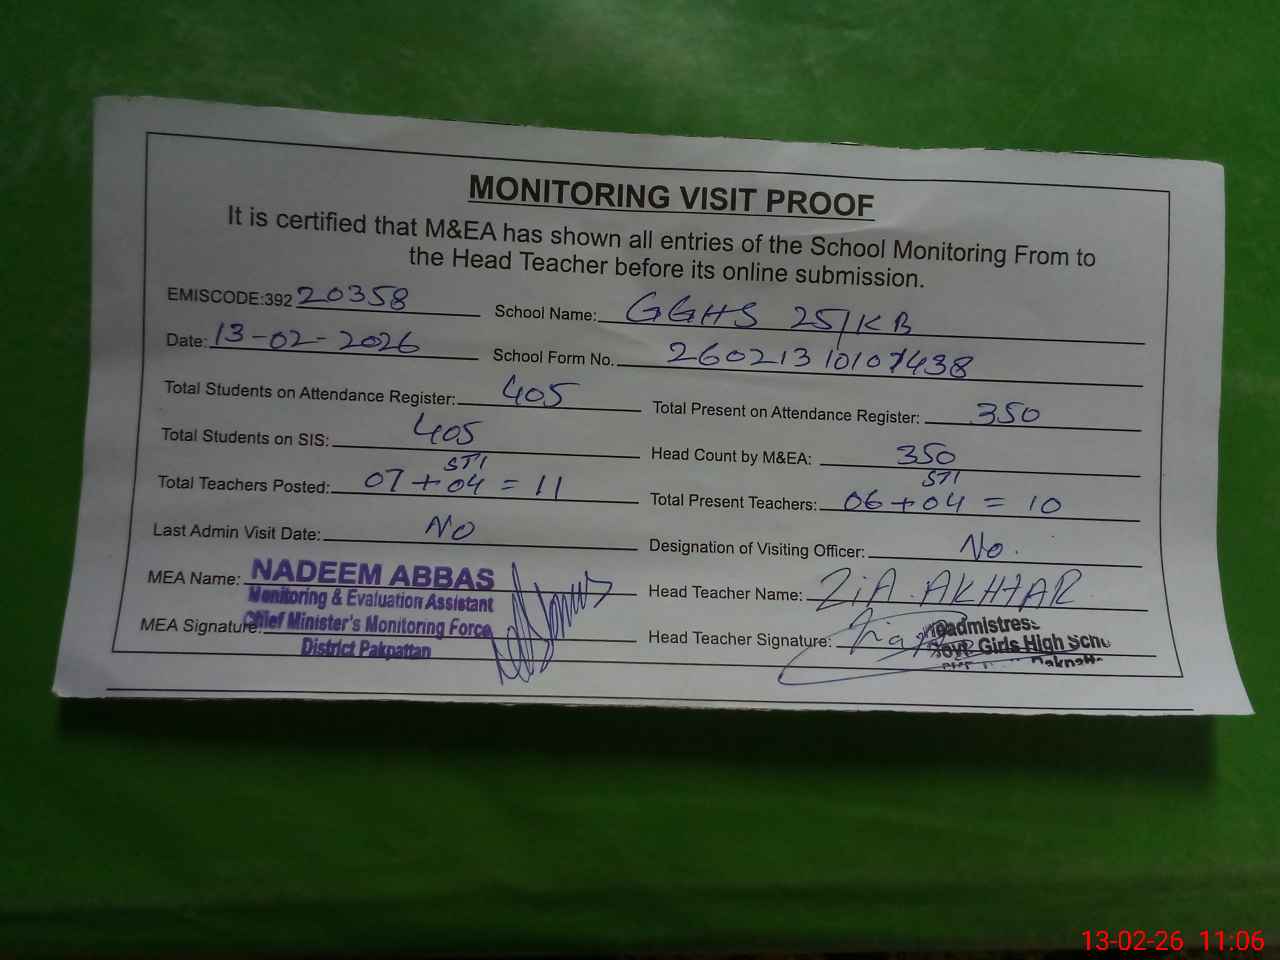 MONITORING VISIT PROOF
It is certified that M&EA has shown all entries of the School Monitoring From to
the Head Teacher before its online submission.
EMISCODE:392 20358 School Name: GGHS 25/KB
Date: 13-02-2026 School Form No. 26021310107438
Total Students on Attendance Register: 405 Total Present on Attendance Register: 350
Total Students on SIS: 405 Head Count by M&EA: 350
STI STI
Total Teachers Posted: 07+04 = 11 Total Present Teachers: 06+04 = 10
Last Admin Visit Date: NO Designation of Visiting Officer: No.
MEA Name: NADEEM ABBAS Head Teacher Name: ZiA AKHTAR
Monitoring & Evaluation Assistant
MEA Signature: Chief Minister's Monitoring Force Head Teacher Signature: Headmistress
District Pakpattan Govt Girls High
13-02-26 11:06